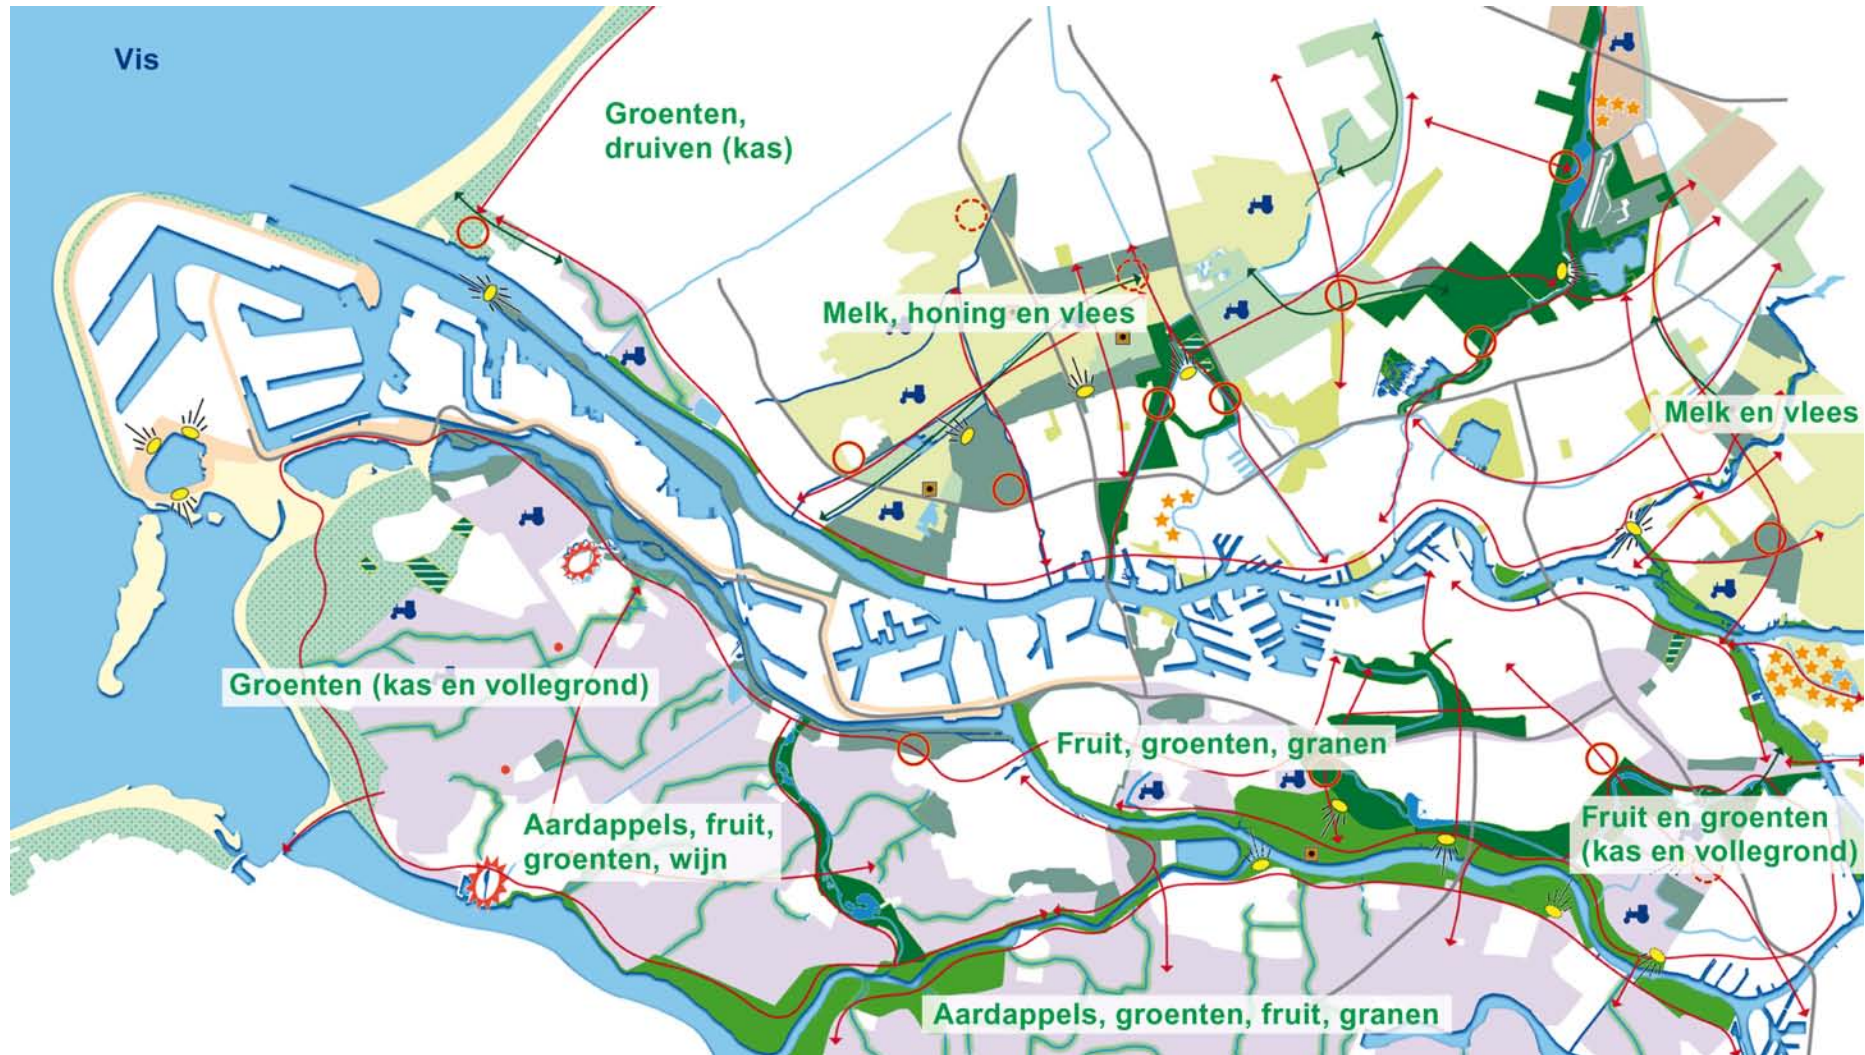 Vis
Groenten,
druiven (kas)
Melk, honing en vlees
Melk en vlees
Groenten (kas en vollegrond)
Fruit, groenten, granen
Aardappels, fruit,
groenten, wijn
Fruit en groenten
(kas en vollegrond)
Aardappels, groenten, fruit, granen